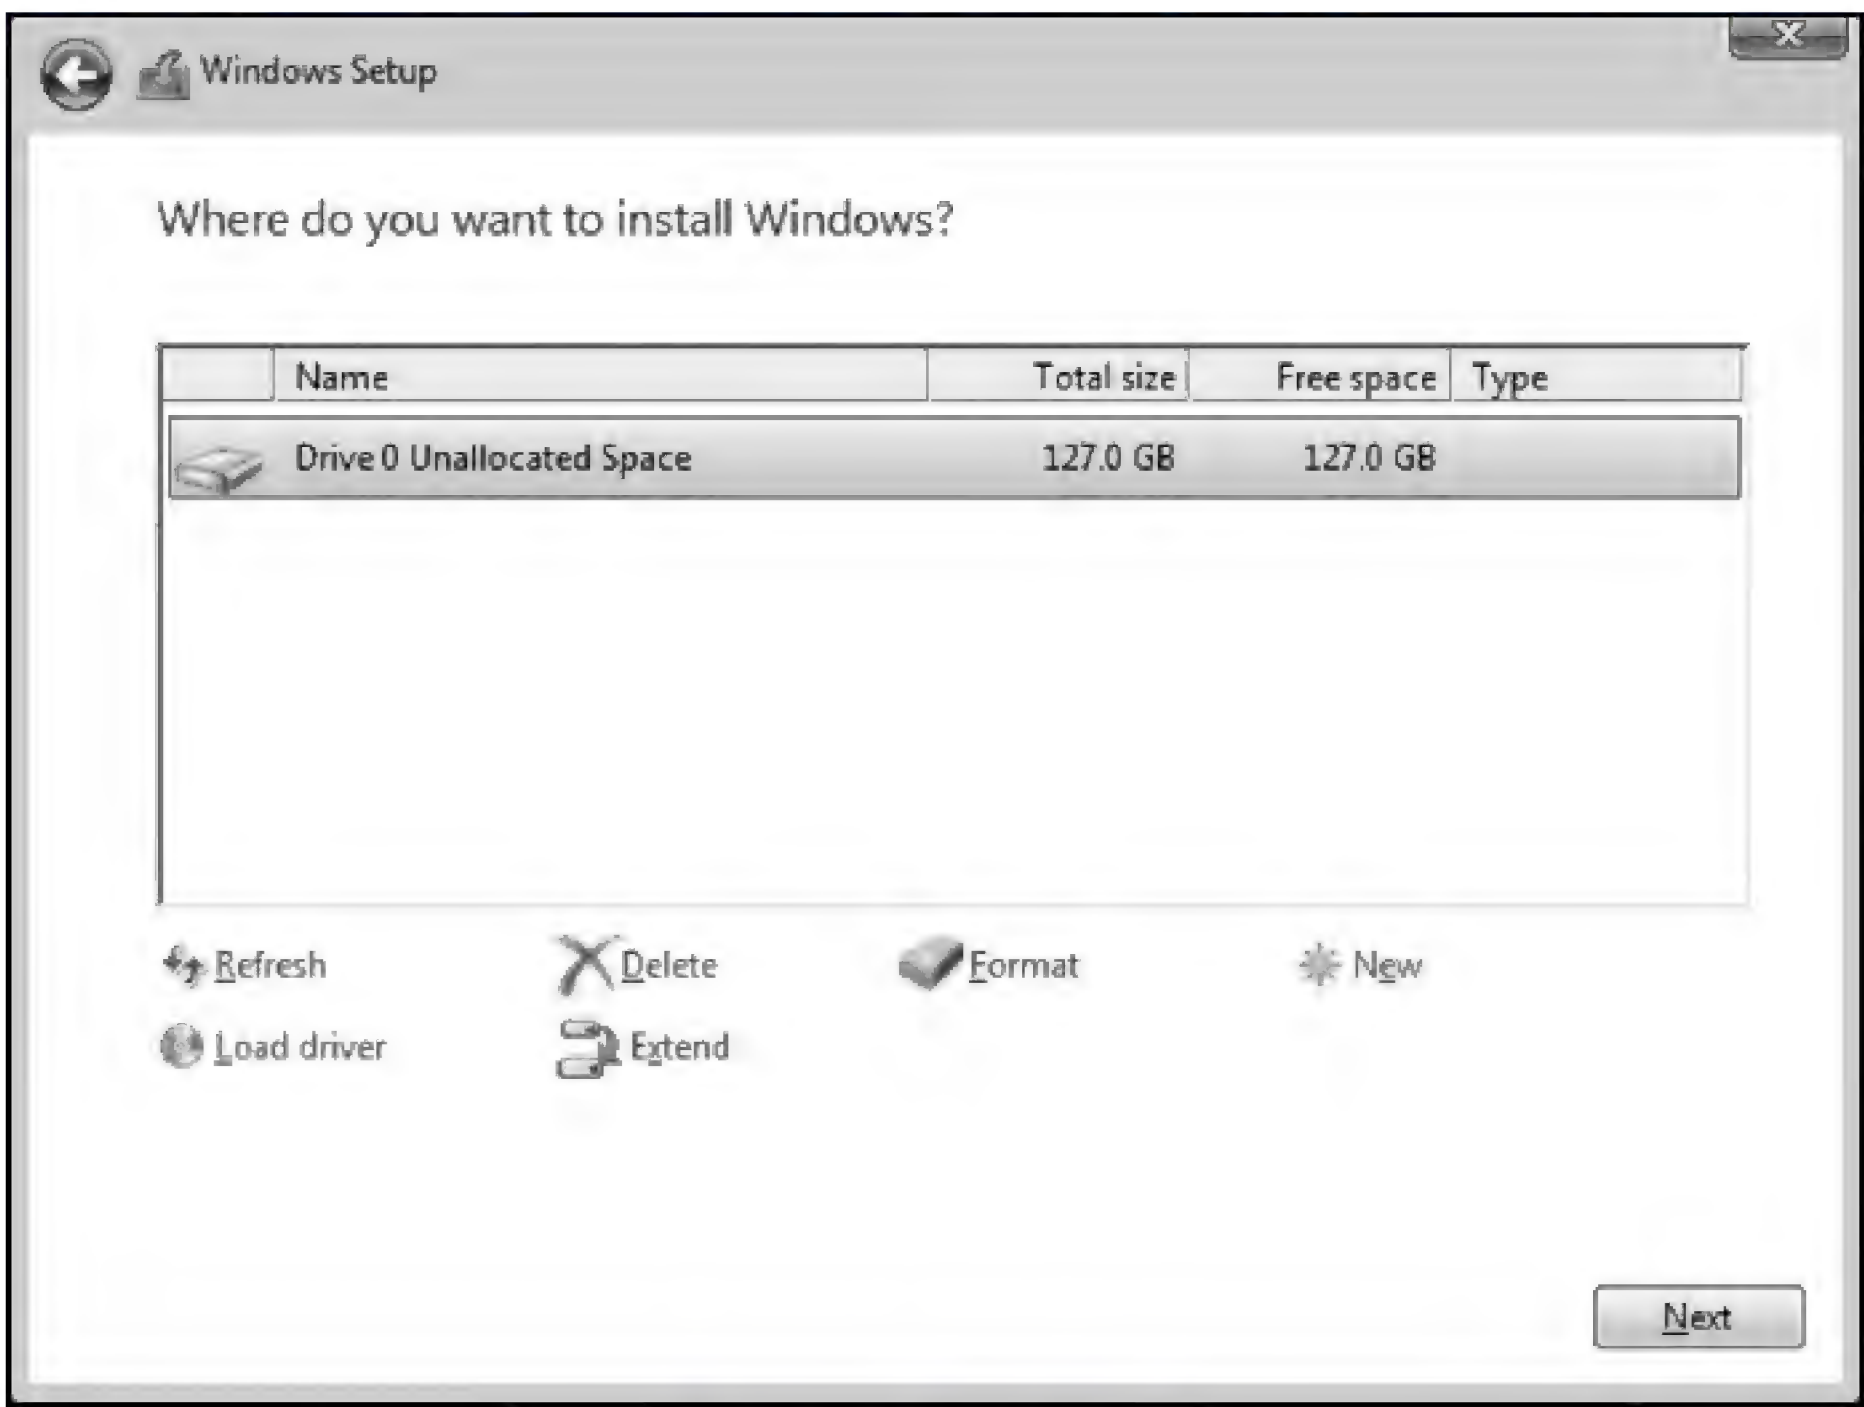 Windows Setup
Where do you want to install Windows?
Name Total size Free space Type
Drive 0 Unallocated Space 127.0 GB 127.0 GB
Refresh Delete Format New
Load driver Extend
Next